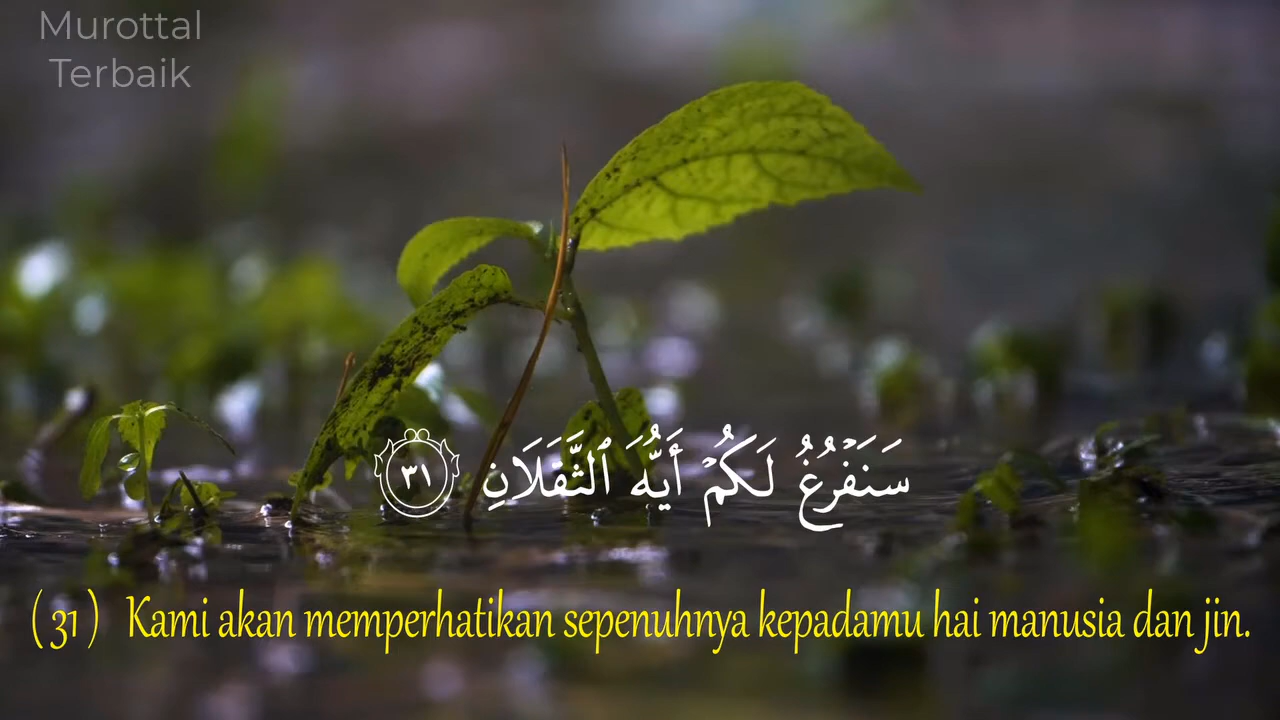 Murottal
Terbaik
سَنَفْرُغُ لَكُمْ أَيُّهَ ٱلثَّقَلَانِ ٣١
( 31 ) Kami akan memperhatikan sepenuhnya kepadamu hai manusia dan jin.